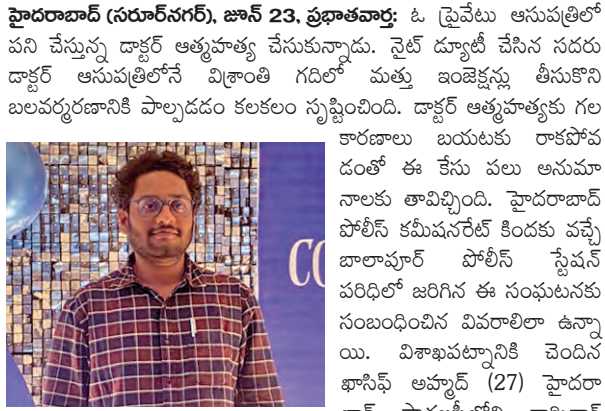 హైదరాబాద్ (సరూర్‌నగర్), జూన్ 23, ప్రభాతవార్త: ఓ ప్రైవేటు ఆసుపత్రిలో
పని చేస్తున్న డాక్టర్ ఆత్మహత్య చేసుకున్నాడు. నైట్ డ్యూటీ చేసిన సదరు
డాక్టర్ ఆసుపత్రిలోనే విశ్రాంతి గదిలో మత్తు ఇంజెక్షన్లు తీసుకొని
బలవర్మరణానికి పాల్పడడం కలకలం సృష్టించింది. డాక్టర్ ఆత్మహత్యకు గల
కారణాలు బయటకు రాకపోవ
డంతో ఈ కేసు పలు అనుమా
నాలకు తావిచ్చింది. హైదరాబాద్
పోలీస్ కమీషనరేట్ కిందకు వచ్చే
బాలాపూర్ పోలీస్ స్టేషన్
పరిధిలో జరిగిన ఈ సంఘటనకు
సంబంధించిన వివరాలిలా ఉన్నా
యి. విశాఖపట్నానికి చెందిన
ఖాసిఫ్ అహ్మద్ (27) హైదరా
CO